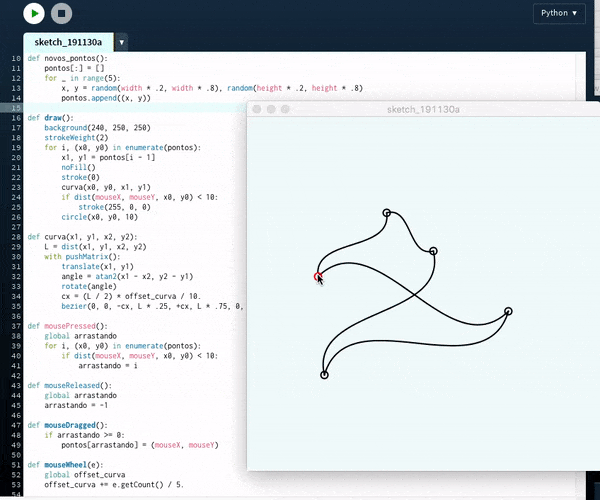 Python ▾
sketch_191130a
sketch_191130a
10 def novos_pontos():
11     pontos[:] = []
12     for _ in range(5):
13         x, y = random(width * .2, width * .8), random(height * .2, height * .8)
14         pontos.append((x, y))
15
16 def draw():
17     background(240, 250, 250)
18     strokeWeight(2)
19     for i, (x0, y0) in enumerate(pontos):
20         x1, y1 = pontos[i - 1]
21         noFill()
22         stroke(0)
23         curva(x0, y0, x1, y1)
24         if dist(mouseX, mouseY, x0, y0) < 10:
25             stroke(255, 0, 0)
26         circle(x0, y0, 10)
27
28 def curva(x1, y1, x2, y2):
29     L = dist(x1, y1, x2, y2)
30     with pushMatrix():
31         translate(x1, y1)
32         angle = atan2(x1 - x2, y2 - y1)
33         rotate(angle)
34         cx = (L / 2) * offset_curva / 10.
35         bezier(0, 0, -cx, L * .25, +cx, L * .75, 0,
36
37 def mousePressed():
38     global arrastando
39     for i, (x0, y0) in enumerate(pontos):
40         if dist(mouseX, mouseY, x0, y0) < 10:
41             arrastando = i
42
43 def mouseReleased():
44     global arrastando
45     arrastando = -1
46
47 def mouseDragged():
48     if arrastando >= 0:
49         pontos[arrastando] = (mouseX, mouseY)
50
51 def mouseWheel(e):
52     global offset_curva
53     offset_curva += e.getCount() / 5.
54